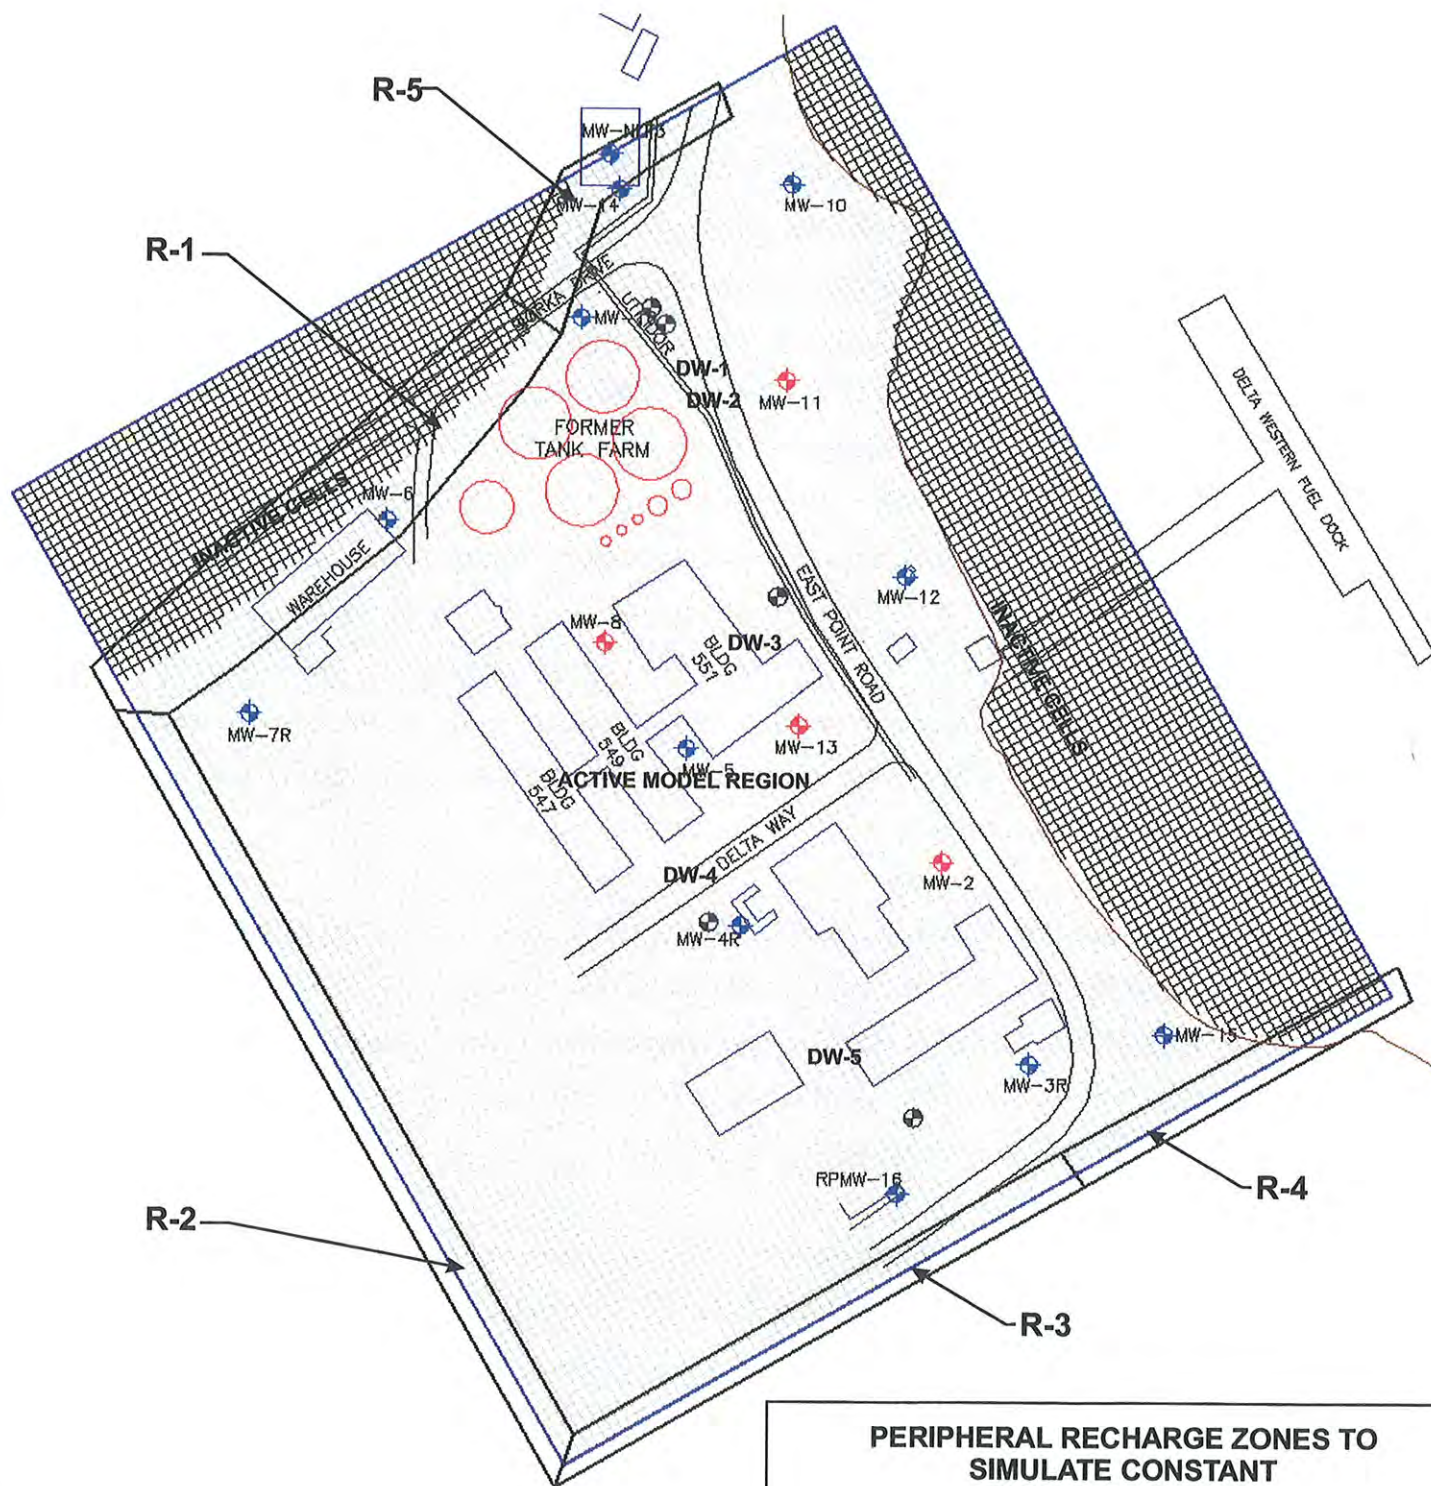 R-5
MW-14
MW-10
R-1
DRIVE
MW-
DW-1
DW-2
MW-11
FORMER
TANK FARM
DELTA WESTERN FUEL DOCK
MW-6
INACTIVE CELLS
WAREHOUSE
EAST POINT ROAD
MW-12
MW-8
DW-3
BLDG
551
INACTIVE CELLS
MW-7R
MW-13
BLDG
549
MW-5
BLDG
547
ACTIVE MODEL REGION
DELTA WAY
DW-4
MW-2
MW-4R
MW-15
DW-5
MW-3R
RPMW-16
R-4
R-2
R-3
PERIPHERAL RECHARGE ZONES TO
SIMULATE CONSTANT